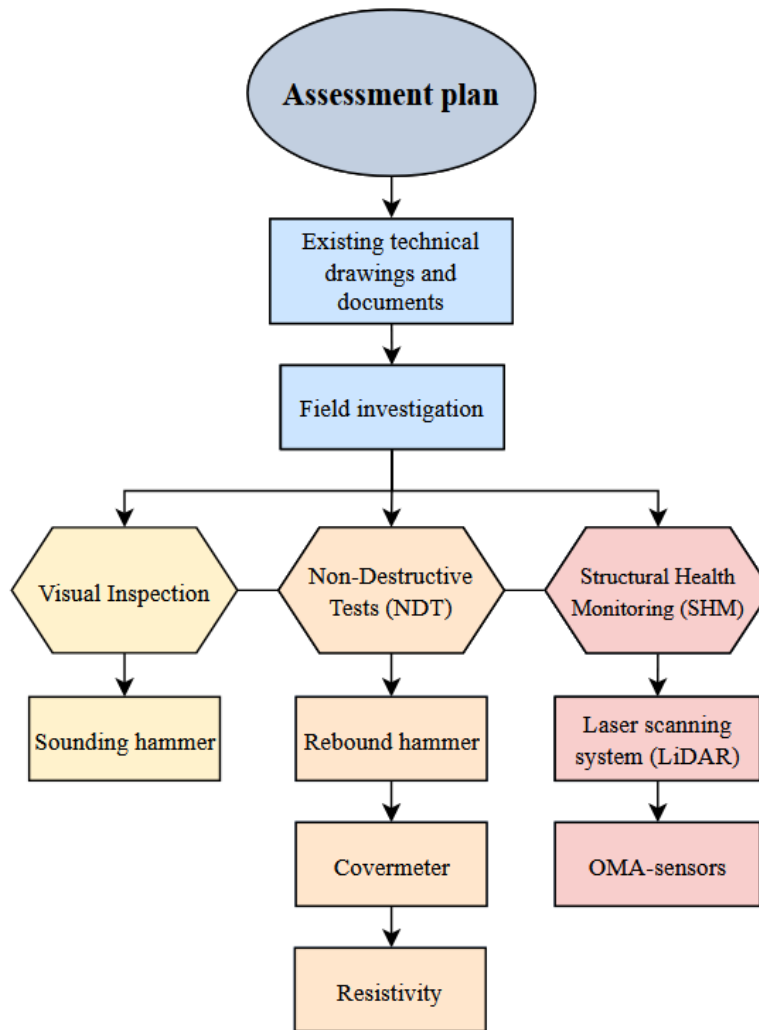 Assessment plan
Existing technical
drawings and
documents
Field investigation
Visual Inspection
Non-Destructive
Tests (NDT)
Structural Health
Monitoring (SHM)
Sounding hammer
Rebound hammer
Laser scanning
system (LiDAR)
Covermeter
OMA-sensors
Resistivity